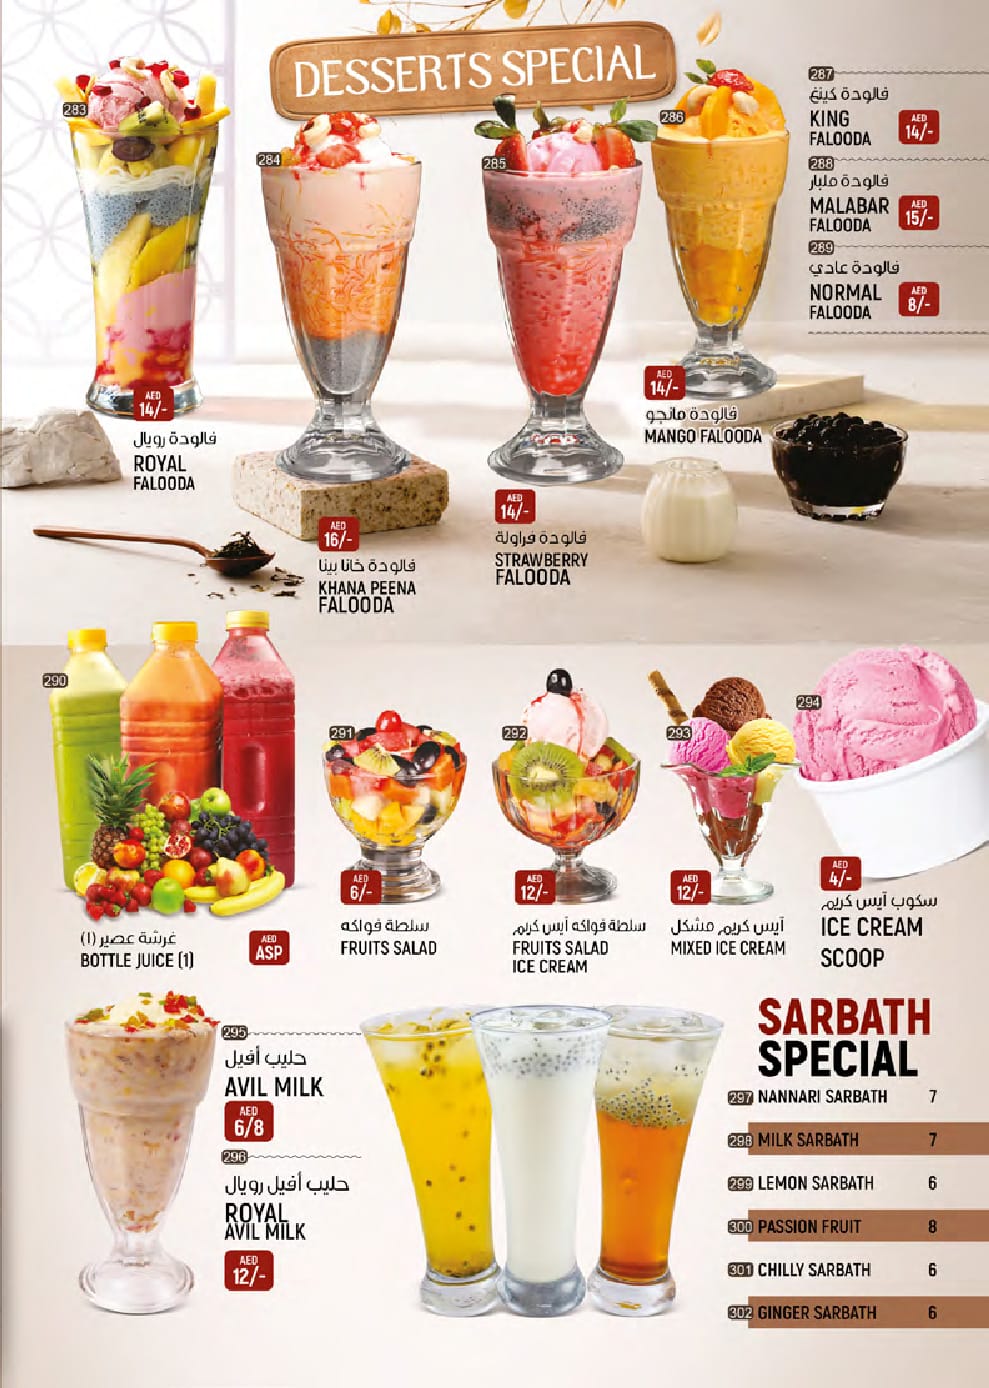 DESSERTS SPECIAL
283
284
285
286
287
فالودة كينغ
KING
FALOODA
AED
14/-
288
فالودة مليبار
MALABAR
FALOODA
AED
15/-
289
فالودة عادي
NORMAL
FALOODA
AED
8/-
AED
14/-
فالودة رويال
ROYAL
FALOODA
AED
16/-
فالودة خانا بينا
KHANA PEENA
FALOODA
AED
14/-
فالودة فراولة
STRAWBERRY
FALOODA
AED
14/-
فالودة مانجو
MANGO FALOODA
290
غرشة عصير (١)
BOTTLE JUICE (1)
AED
ASP
291
AED
6/-
سلطة فواكه
FRUITS SALAD
292
AED
12/-
سلطة فواكه آيس كريم
FRUITS SALAD
ICE CREAM
293
AED
12/-
آيس كريم مشكل
MIXED ICE CREAM
294
AED
4/-
سكوب آيس كريم
ICE CREAM
SCOOP
295
حليب أفيل
AVIL MILK
AED
6/8
296
حليب أفيل رويال
ROYAL
AVIL MILK
AED
12/-
SARBATH
SPECIAL
297 NANNARI SARBATH 7
298 MILK SARBATH 7
299 LEMON SARBATH 6
300 PASSION FRUIT 8
301 CHILLY SARBATH 6
302 GINGER SARBATH 6